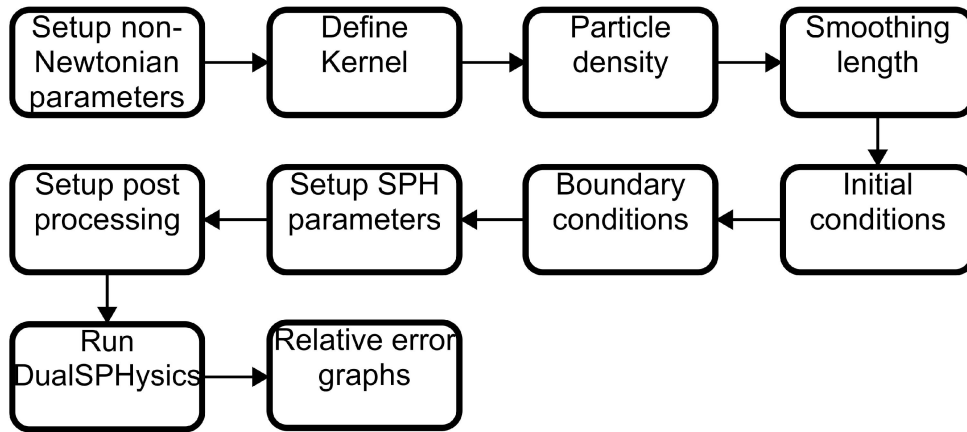 Setup non-
Newtonian
parameters
Define
Kernel
Particle
density
Smoothing
length
Initial
conditions
Boundary
conditions
Setup SPH
parameters
Setup post
processing
Run
DualSPHysics
Relative error
graphs